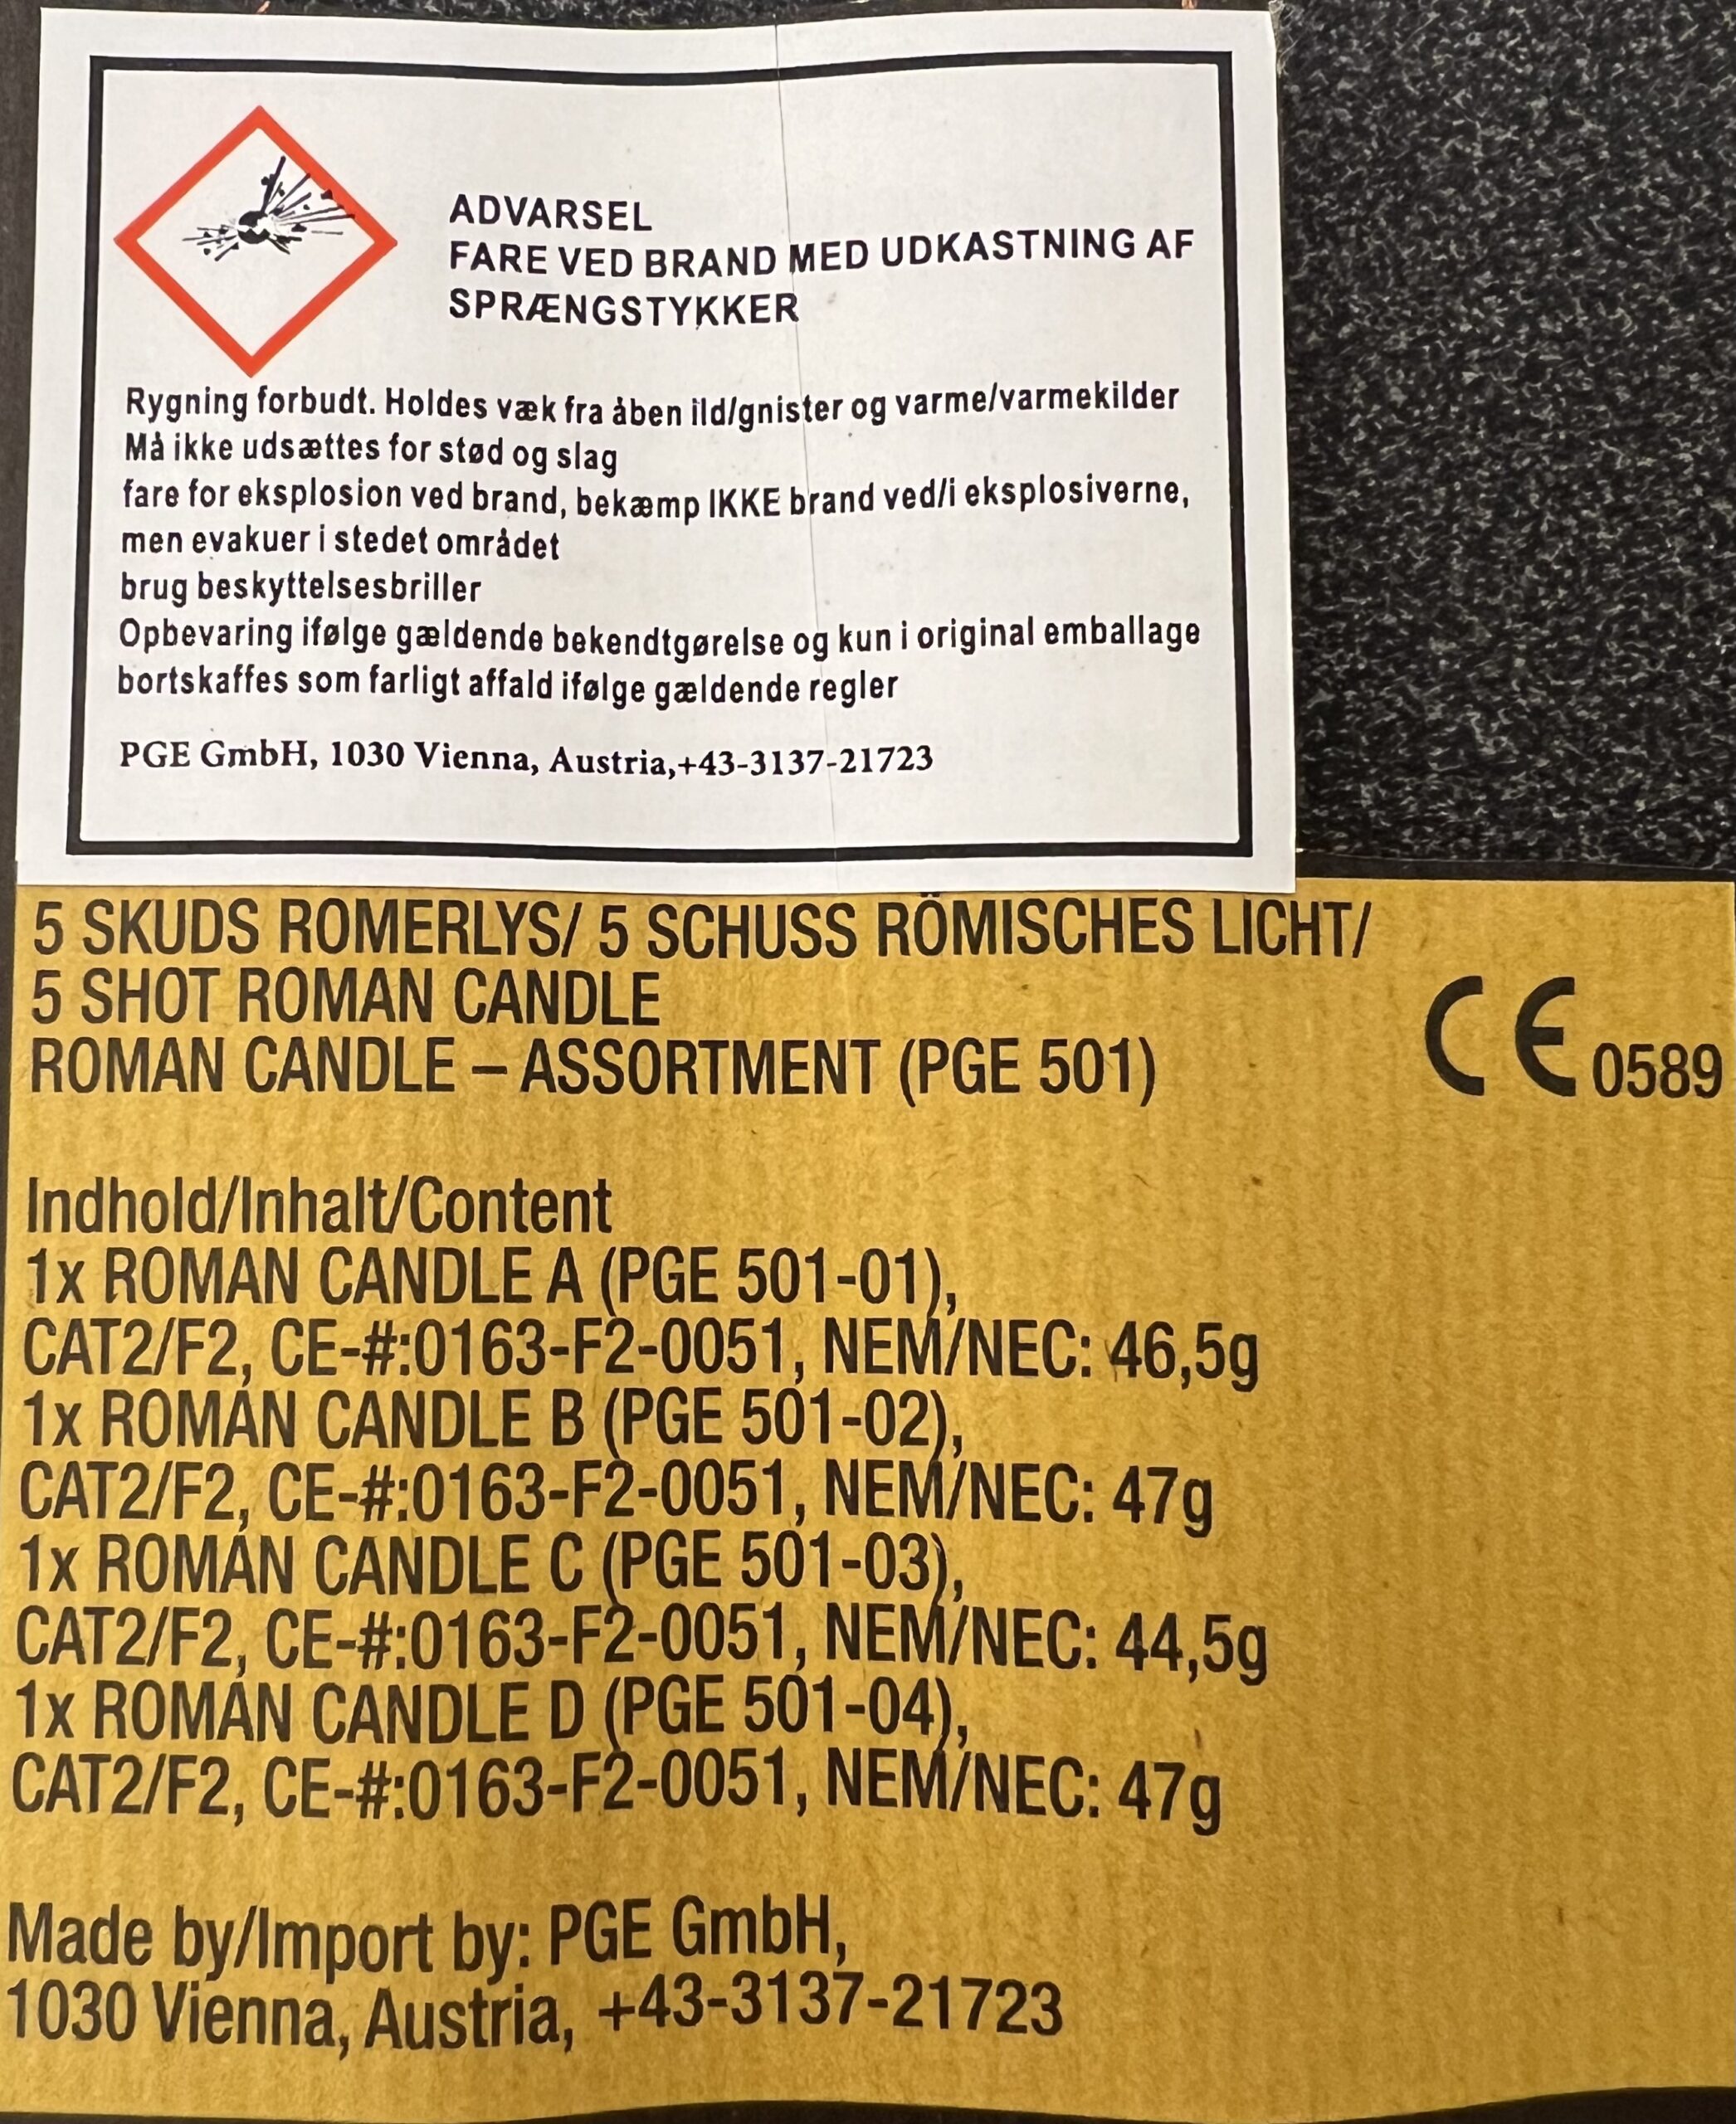 ADVARSEL
FARE VED BRAND MED UDKASTNING AF
SPRÆNGSTYKKER
Rygning forbudt. Holdes væk fra åben ild/gnister og varme/varmekilder
Må ikke udsættes for stød og slag
fare for eksplosion ved brand, bekæmp IKKE brand ved/i eksplosiverne,
men evakuer i stedet området
brug beskyttelsesbriller
Opbevaring ifølge gældende bekendtgørelse og kun i original emballage
bortskaffes som farligt affald ifølge gældende regler
PGE GmbH, 1030 Vienna, Austria,+43-3137-21723
5 SKUDS ROMERLYS/ 5 SCHUSS RÖMISCHES LICHT/
5 SHOT ROMAN CANDLE
ROMAN CANDLE – ASSORTMENT (PGE 501)
CE 0589
Indhold/Inhalt/Content
1x ROMAN CANDLE A (PGE 501-01),
CAT2/F2, CE-#:0163-F2-0051, NEM/NEC: 46,5g
1x ROMAN CANDLE B (PGE 501-02),
CAT2/F2, CE-#:0163-F2-0051, NEM/NEC: 47g
1x ROMAN CANDLE C (PGE 501-03),
CAT2/F2, CE-#:0163-F2-0051, NEM/NEC: 44,5g
1x ROMAN CANDLE D (PGE 501-04),
CAT2/F2, CE-#:0163-F2-0051, NEM/NEC: 47g
Made by/Import by: PGE GmbH,
1030 Vienna, Austria, +43-3137-21723